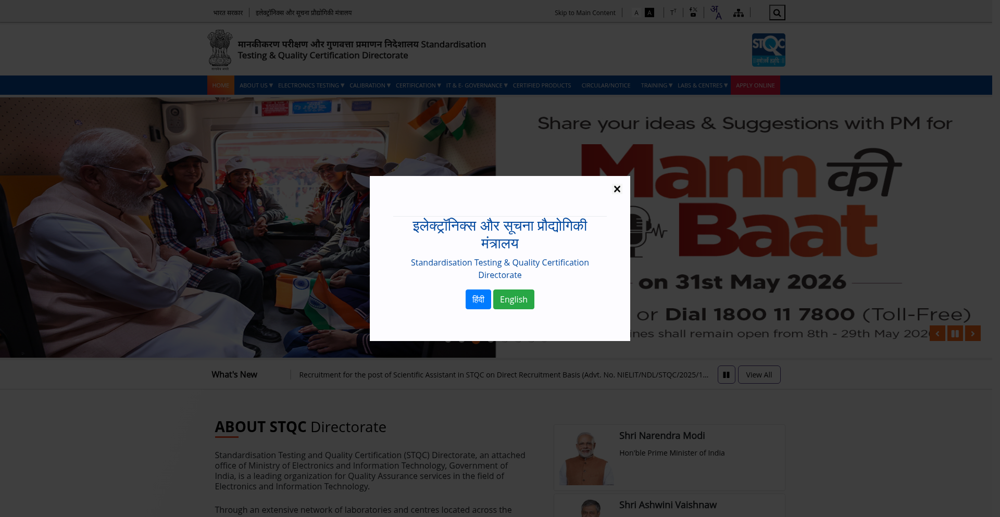 भारत सरकार
इलेक्ट्रॉनिक्स और सूचना प्रौद्योगिकी मंत्रालय
Skip to Main Content
A
A
TT
अ
A
मानकीकरण परीक्षण और गुणवत्ता प्रमाणन निदेशालय Standardisation
Testing & Quality Certification Directorate
सत्यमेव जयते
STQC
HOME
ABOUT US
ELECTRONICS TESTING
CALIBRATION
CERTIFICATION
IT & E- GOVERNANCE
CERTIFIED PRODUCTS
CIRCULAR/NOTICE
TRAINING
LABS & CENTRES
APPLY ONLINE
Share your ideas & Suggestions with PM for
Mann की
Baat
on 31st May 2026
or Dial 1800 11 7800 (Toll-Free)
ines shall remain open from 8th - 29th May 202
इलेक्ट्रॉनिक्स और सूचना प्रौद्योगिकी
मंत्रालय
Standardisation Testing & Quality Certification
Directorate
हिंदी
English
What's New
Recruitment for the post of Scientific Assistant in STQC on Direct Recruitment Basis (Advt. No. NIELIT/NDL/STQC/2025/1...
View All
ABOUT STQC Directorate
Standardisation Testing and Quality Certification (STQC) Directorate, an attached
office of Ministry of Electronics and Information Technology, Government of
India, is a leading organization for Quality Assurance services in the field of
Electronics and Information Technology.
Through an extensive network of laboratories and centres located across the
Shri Narendra Modi
Hon'ble Prime Minister of India
Shri Ashwini Vaishnaw